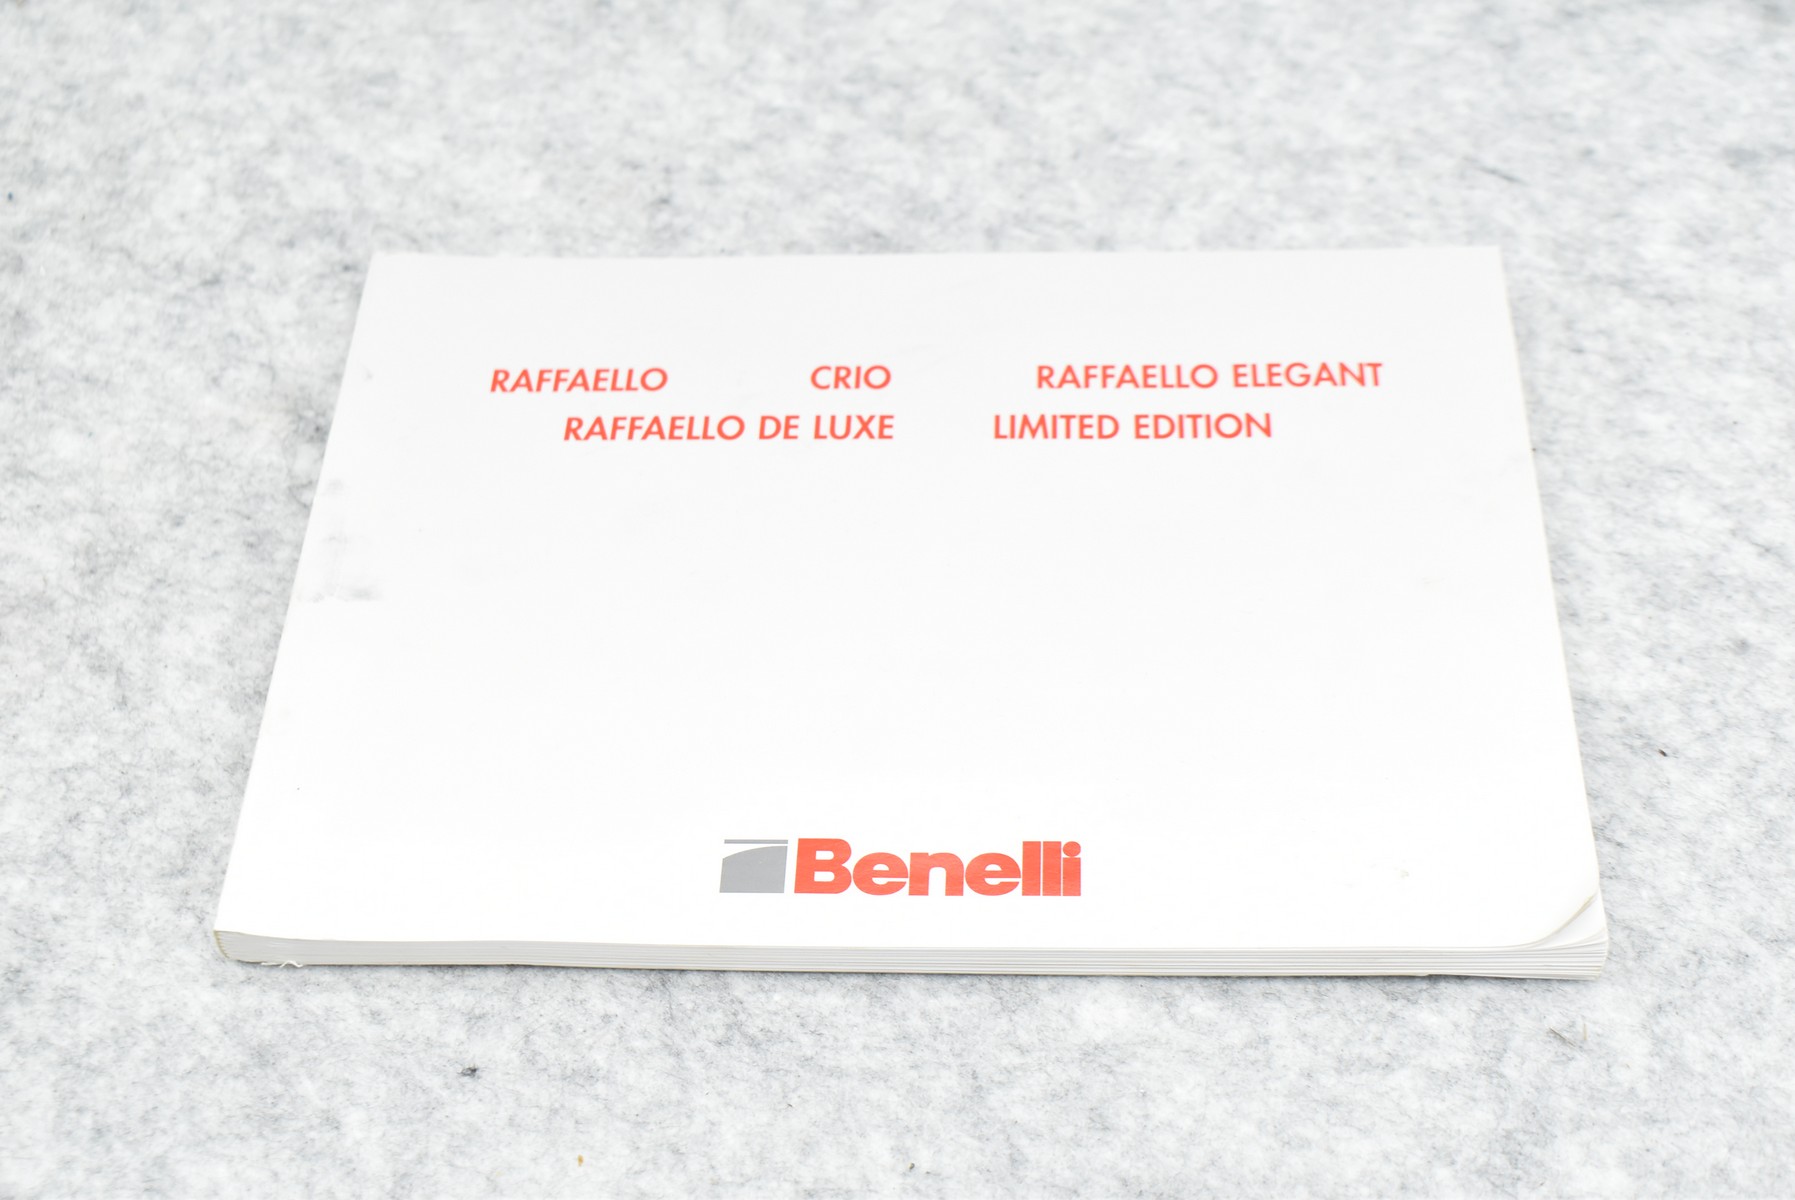 RAFFAELLO CRIO RAFFAELLO ELEGANT
RAFFAELLO DE LUXE LIMITED EDITION
Benelli